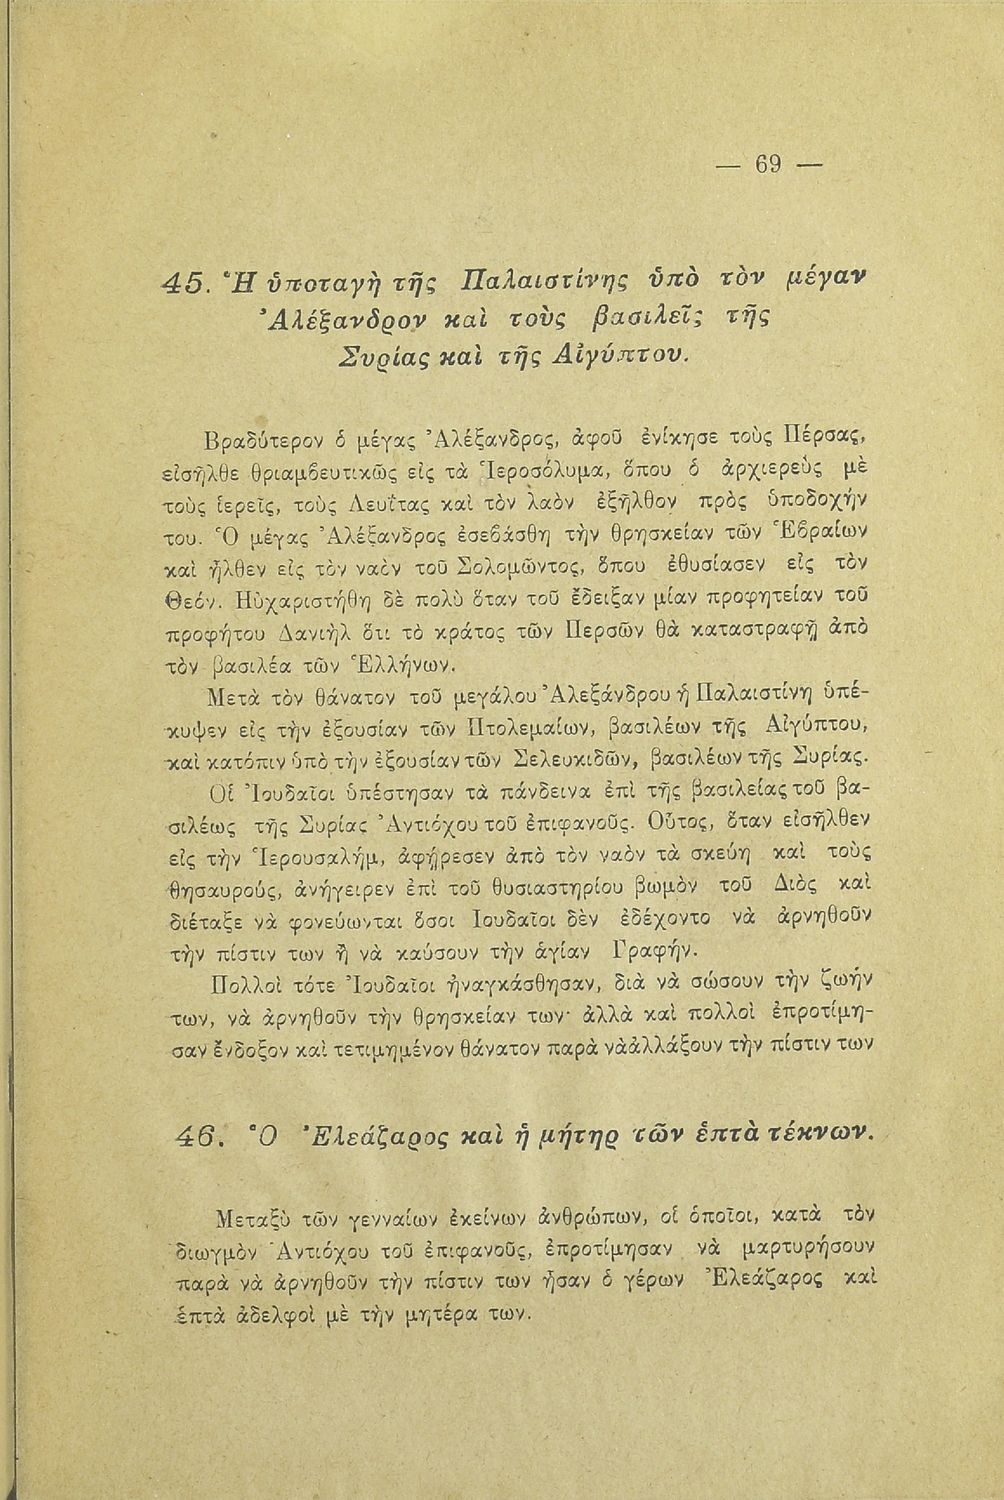 — 69 —
45. Ἡ ὑποταγὴ τῆς Παλαιστίνης ὑπὸ τὸν μέγαν
Ἀλέξανδρον καὶ τοὺς βασιλεῖς τῆς
Συρίας καὶ τῆς Αἰγύπτου.
Βραδύτερον ὁ μέγας Ἀλέξανδρος, ἀφοῦ ἐνίκησε τοὺς Πέρσας,
εἰσῆλθε θριαμβευτικῶς εἰς τὰ Ἱεροσόλυμα, ὅπου ὁ ἀρχιερεὺς μὲ
τοὺς ἱερεῖς, τοὺς Λευΐτας καὶ τὸν λαὸν ἐξῆλθον πρὸς ὑποδοχήν
του. Ὁ μέγας Ἀλέξανδρος ἐσεβάσθη τὴν θρησκείαν τῶν Ἑβραίων
καὶ ἦλθεν εἰς τὸν ναὸν τοῦ Σολομῶντος, ὅπου ἐθυσίασεν εἰς τὸν
Θεόν. Ηὐχαριστήθη δὲ πολὺ ὅταν τοῦ ἔδειξαν μίαν προφητείαν τοῦ
προφήτου Δανιὴλ ὅτι τὸ κράτος τῶν Περσῶν θὰ καταστραφῇ ἀπὸ
τὸν βασιλέα τῶν Ἑλλήνων.
Μετὰ τὸν θάνατον τοῦ μεγάλου Ἀλεξάνδρου ἡ Παλαιστίνη ὑπέ-
κυψεν εἰς τὴν ἐξουσίαν τῶν Πτολεμαίων, βασιλέων τῆς Αἰγύπτου,
καὶ κατόπιν ὑπὸ τὴν ἐξουσίαν τῶν Σελευκιδῶν, βασιλέων τῆς Συρίας.
Οἱ Ἰουδαῖοι ὑπέστησαν τὰ πάνδεινα ἐπὶ τῆς βασιλείας τοῦ βα-
σιλέως τῆς Συρίας Ἀντιόχου τοῦ ἐπιφανοῦς. Οὗτος, ὅταν εἰσῆλθεν
εἰς τὴν Ἱερουσαλήμ, ἀφῄρεσεν ἀπὸ τὸν ναὸν τὰ σκεύη καὶ τοὺς
θησαυρούς, ἀνήγειρεν ἐπὶ τοῦ θυσιαστηρίου βωμὸν τοῦ Διὸς καὶ
διέταξε νὰ φονεύωνται ὅσοι Ιουδαῖοι δὲν ἐδέχοντο νὰ ἀρνηθοῦν
τὴν πίστιν των ἢ νὰ καύσουν τὴν ἁγίαν Γραφήν.
Πολλοὶ τότε Ἰουδαῖοι ἠναγκάσθησαν, διὰ νὰ σώσουν τὴν ζωήν
των, νὰ ἀρνηθοῦν τὴν θρησκείαν των· ἀλλὰ καὶ πολλοὶ ἐπροτίμη-
σαν ἔνδοξον καὶ τετιμημένον θάνατον παρὰ νὰἀλλάξουν τὴν πίστιν των
46. Ὁ Ἐλεάζαρος καὶ ἡ μήτηρ τῶν ἑπτὰ τέκνων.
Μεταξὺ τῶν γενναίων ἐκείνων ἀνθρώπων, οἱ ὁποῖοι, κατὰ τὸν
διωγμὸν Ἀντιόχου τοῦ ἐπιφανοῦς, ἐπροτίμησαν νὰ μαρτυρήσουν
παρὰ νὰ ἀρνηθοῦν τὴν πίστιν των ἦσαν ὁ γέρων Ἐλεάζαρος καὶ
ἑπτὰ ἀδελφοὶ μὲ τὴν μητέρα των.